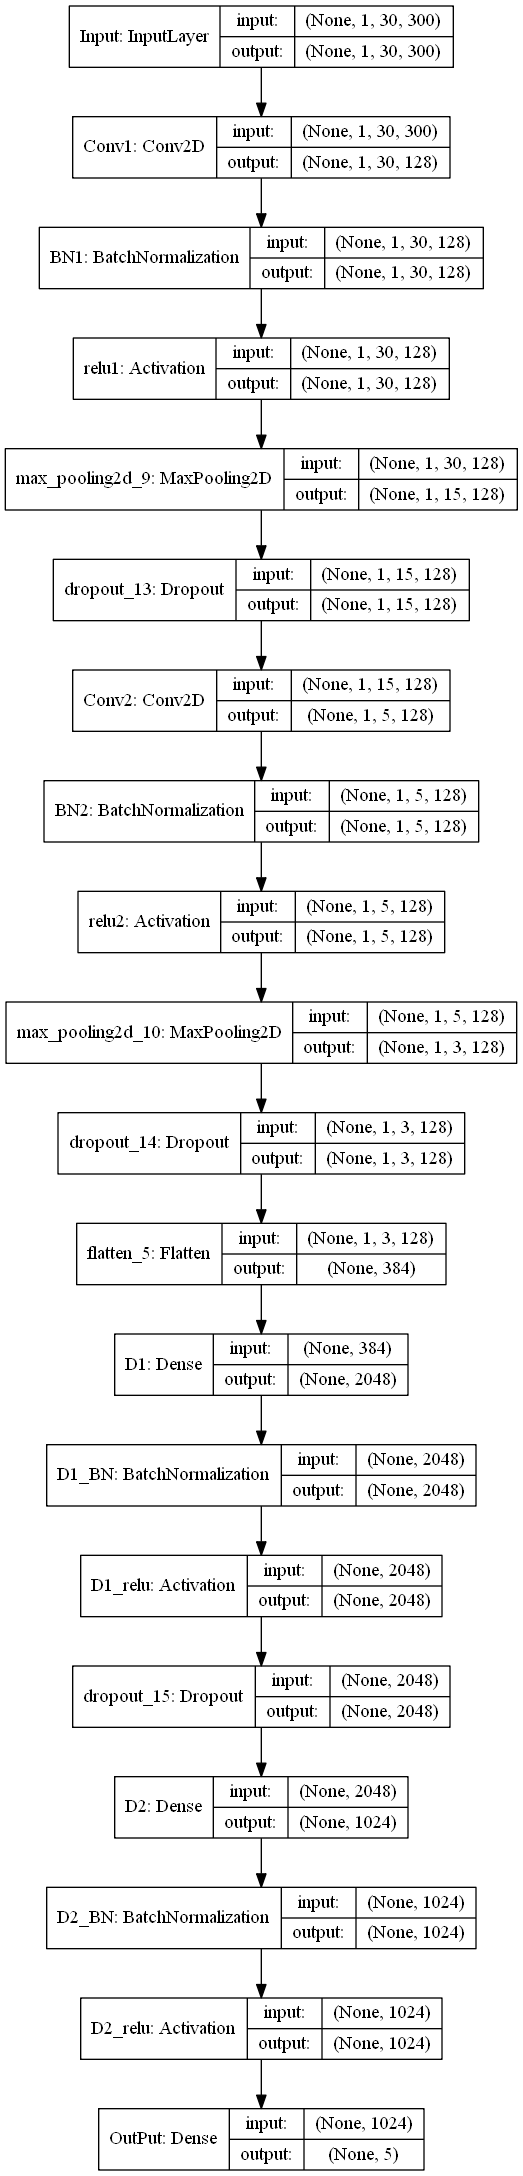 Input: InputLayer
input: (None, 1, 30, 300)
output: (None, 1, 30, 300)
Conv1: Conv2D
input: (None, 1, 30, 300)
output: (None, 1, 30, 128)
BN1: BatchNormalization
input: (None, 1, 30, 128)
output: (None, 1, 30, 128)
relu1: Activation
input: (None, 1, 30, 128)
output: (None, 1, 30, 128)
max_pooling2d_9: MaxPooling2D
input: (None, 1, 30, 128)
output: (None, 1, 15, 128)
dropout_13: Dropout
input: (None, 1, 15, 128)
output: (None, 1, 15, 128)
Conv2: Conv2D
input: (None, 1, 15, 128)
output: (None, 1, 5, 128)
BN2: BatchNormalization
input: (None, 1, 5, 128)
output: (None, 1, 5, 128)
relu2: Activation
input: (None, 1, 5, 128)
output: (None, 1, 5, 128)
max_pooling2d_10: MaxPooling2D
input: (None, 1, 5, 128)
output: (None, 1, 3, 128)
dropout_14: Dropout
input: (None, 1, 3, 128)
output: (None, 1, 3, 128)
flatten_5: Flatten
input: (None, 1, 3, 128)
output: (None, 384)
D1: Dense
input: (None, 384)
output: (None, 2048)
D1_BN: BatchNormalization
input: (None, 2048)
output: (None, 2048)
D1_relu: Activation
input: (None, 2048)
output: (None, 2048)
dropout_15: Dropout
input: (None, 2048)
output: (None, 2048)
D2: Dense
input: (None, 2048)
output: (None, 1024)
D2_BN: BatchNormalization
input: (None, 1024)
output: (None, 1024)
D2_relu: Activation
input: (None, 1024)
output: (None, 1024)
OutPut: Dense
input: (None, 1024)
output: (None, 5)